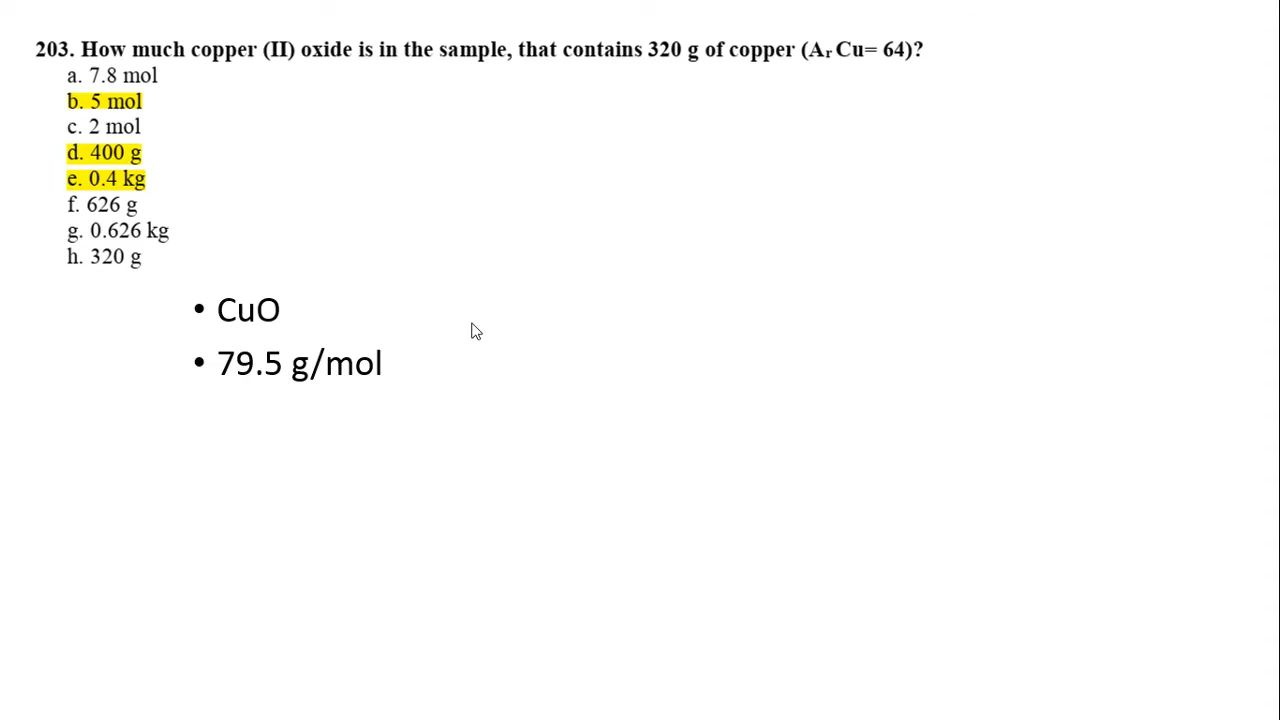 203. How much copper (II) oxide is in the sample, that contains 320 g of copper (Ar Cu= 64)?
a. 7.8 mol
b. 5 mol
c. 2 mol
d. 400 g
e. 0.4 kg
f. 626 g
g. 0.626 kg
h. 320 g
• CuO
• 79.5 g/mol